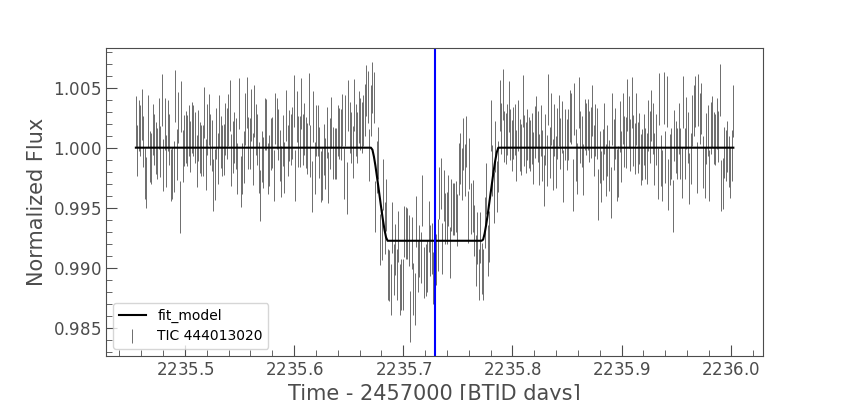 1.005
1.000
0.995
0.990
0.985
Normalized Flux
fit_model
TIC 444013020
2235.5 2235.6 2235.7 2235.8 2235.9 2236.0
Time - 2457000 [BTJD days]